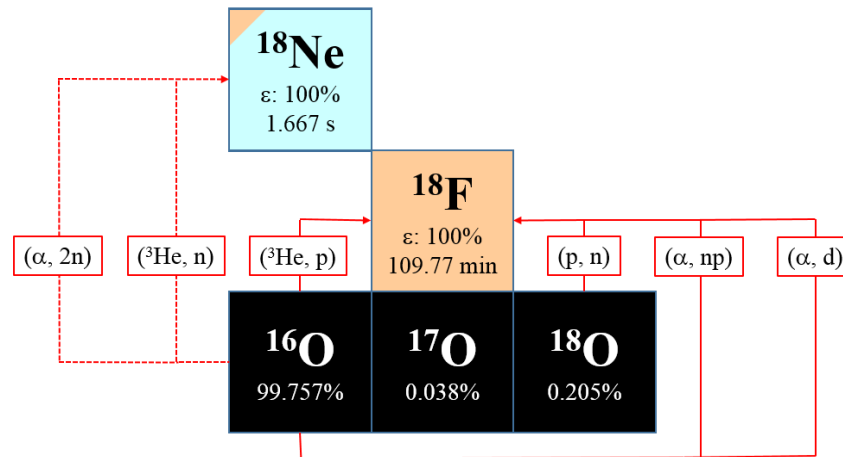 ¹⁸Ne
ε: 100%
1.667 s
¹⁸F
ε: 100%
109.77 min
(α, 2n)
(³He, n)
(³He, p)
(p, n)
(α, np)
(α, d)
¹⁶O
99.757%
¹⁷O
0.038%
¹⁸O
0.205%